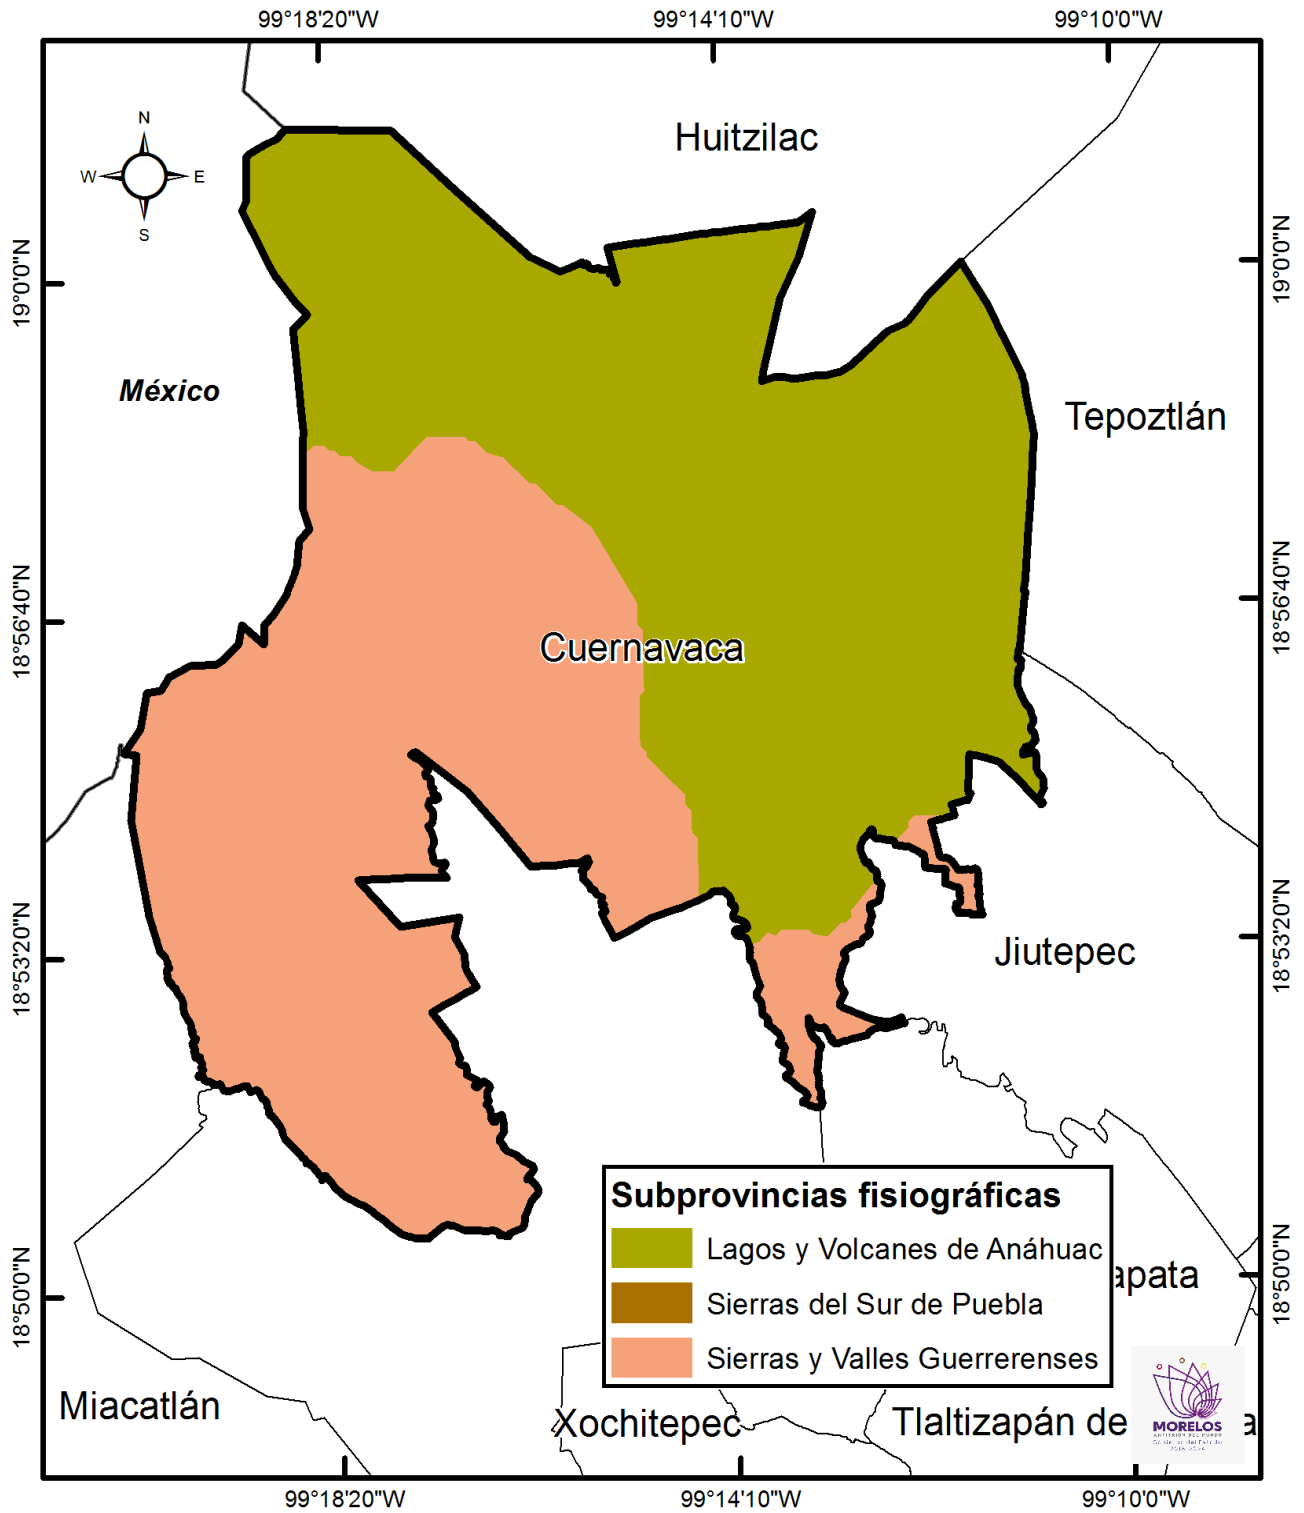 99°18'20"W
99°14'10"W
99°10'0"W
N
W
E
S
Huitzilac
19°0'0"N
19°0'0"N
México
Tepoztlán
18°56'40"N
18°56'40"N
Cuernavaca
18°53'20"N
18°53'20"N
Jiutepec
Subprovincias fisiográficas
Lagos y Volcanes de Anáhuac
Sierras del Sur de Puebla
Sierras y Valles Guerrerenses
apata
18°50'0"N
18°50'0"N
Miacatlán
Xochitepec
Tlaltizapán de
a
MORELOS
99°18'20"W
99°14'10"W
99°10'0"W